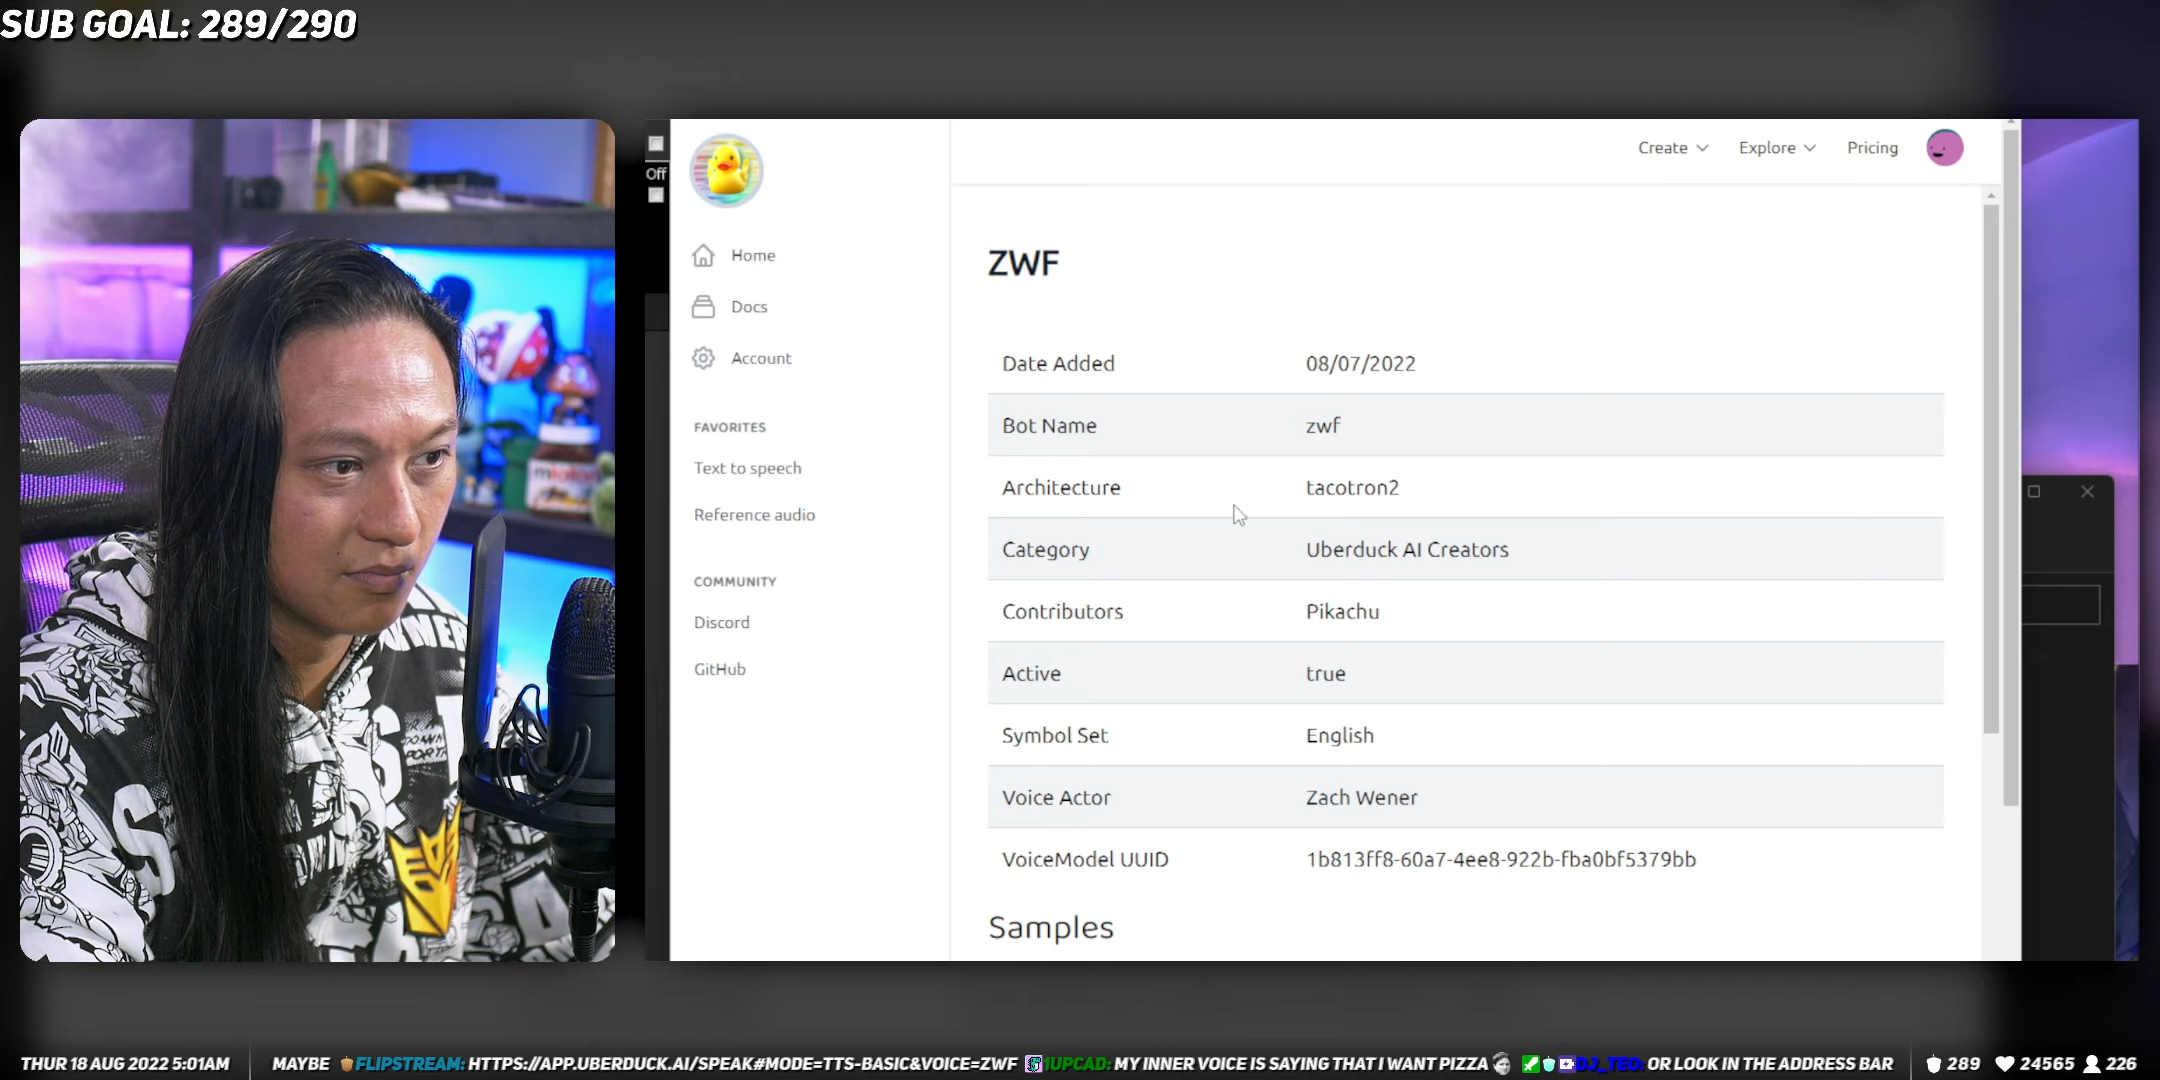 SUB GOAL: 289/290
Off
Create
Explore
Pricing
Home
Docs
Account
FAVORITES
Text to speech
Reference audio
COMMUNITY
Discord
GitHub
ZWF
Date Added 08/07/2022
Bot Name zwf
Architecture tacotron2
Category Uberduck AI Creators
Contributors Pikachu
Active true
Symbol Set English
Voice Actor Zach Wener
VoiceModel UUID 1b813ff8-60a7-4ee8-922b-fba0bf5379bb
Samples
THUR 18 AUG 2022 5:01AM MAYBE FLIPSTREAM: HTTPS://APP.UBERDUCK.AI/SPEAK#MODE=TTS-BASIC&VOICE=ZWF 1UPCAD: MY INNER VOICE IS SAYING THAT I WANT PIZZA DJ_TEO: OR LOOK IN THE ADDRESS BAR 289 24565 226